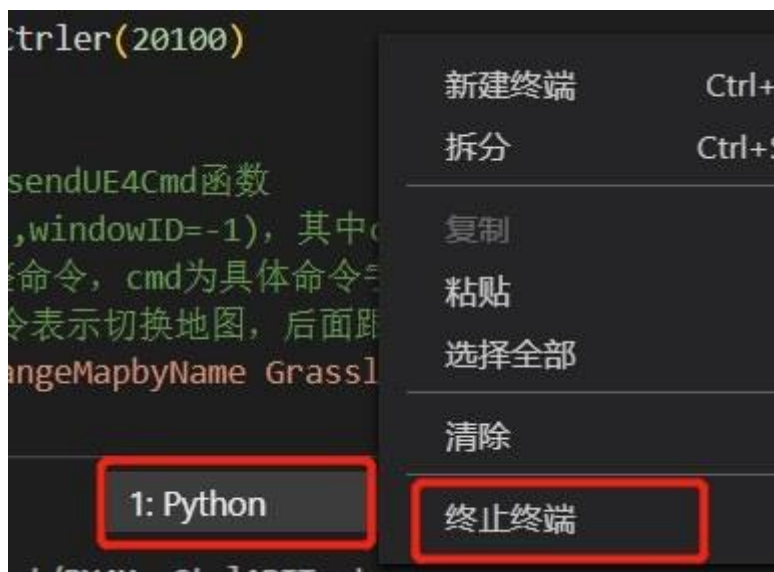 Ctrler(20100)
sendUE4Cmd函数
,windowID=-1), 其中
命令, cmd为具体命令
令表示切换地图, 后面跟
angeMapbyName Grassl
1: Python
新建终端 Ctrl+
拆分 Ctrl+S
复制
粘贴
选择全部
清除
终止终端